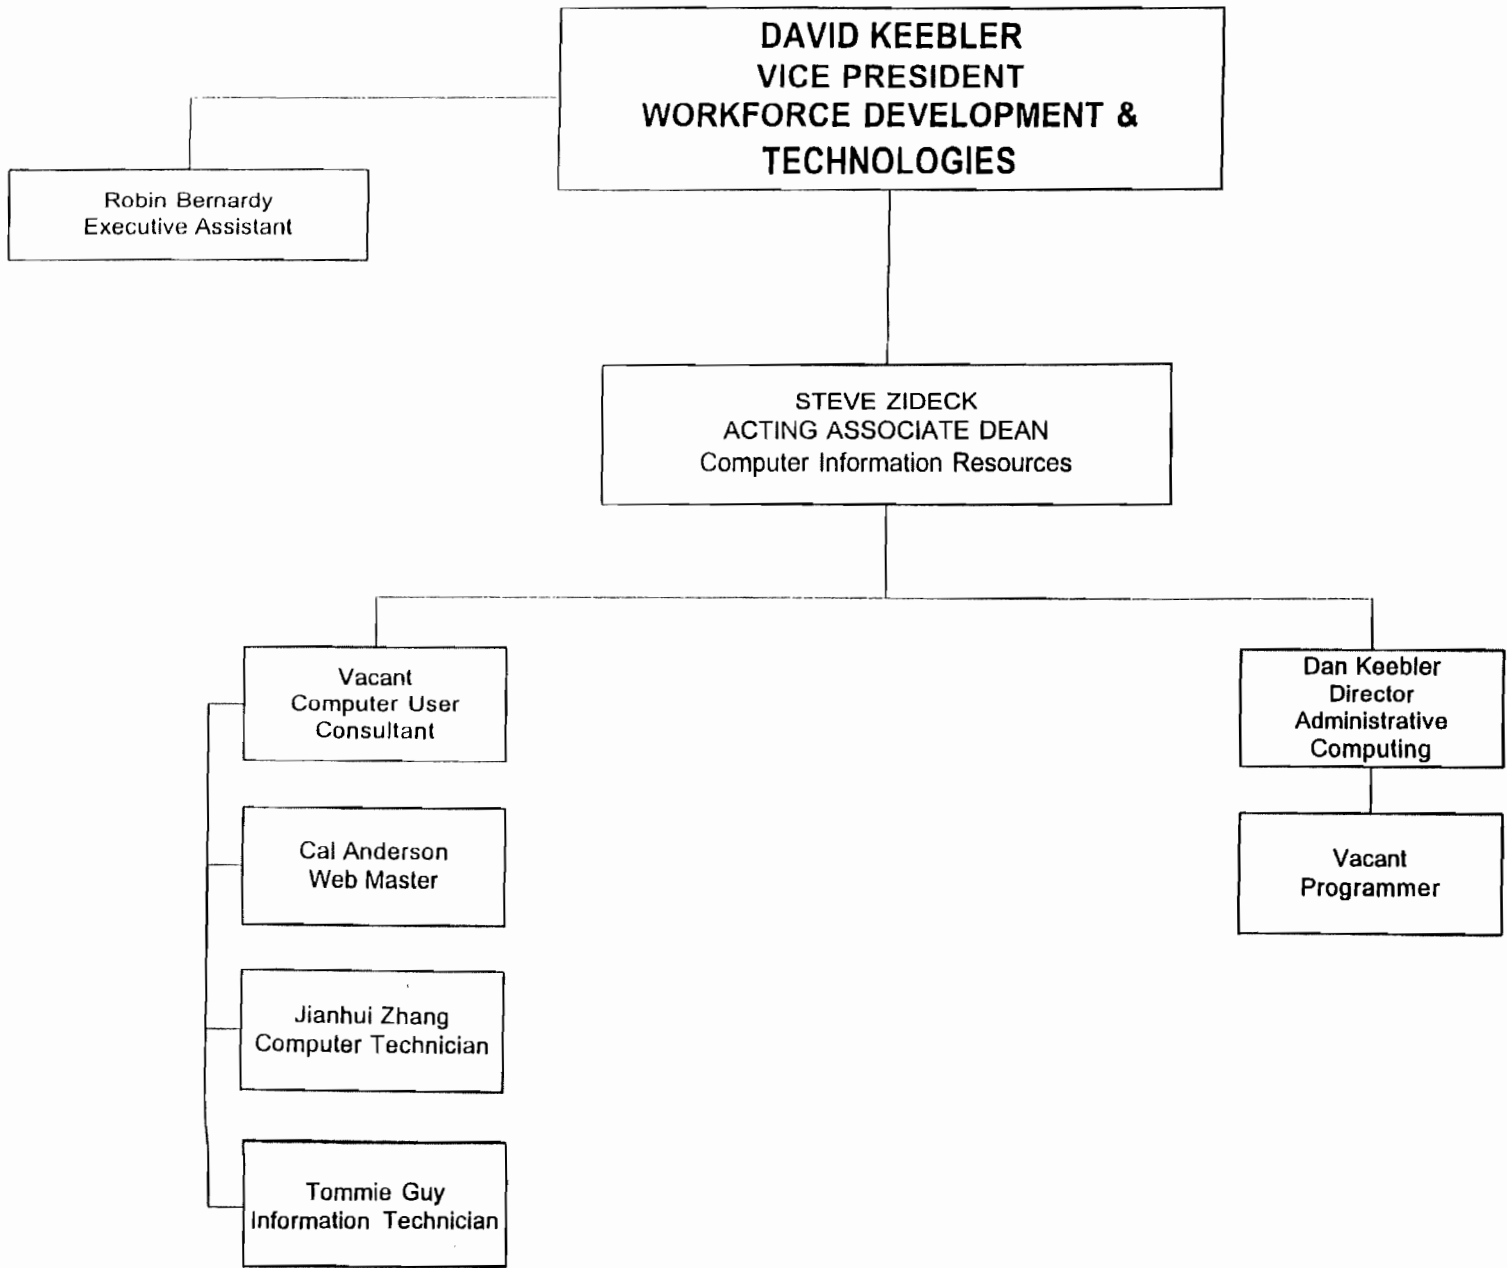 DAVID KEEBLER
VICE PRESIDENT
WORKFORCE DEVELOPMENT &
TECHNOLOGIES
Robin Bernardy
Executive Assistant
STEVE ZIDECK
ACTING ASSOCIATE DEAN
Computer Information Resources
Vacant
Computer User
Consultant
Dan Keebler
Director
Administrative
Computing
Cal Anderson
Web Master
Vacant
Programmer
Jianhui Zhang
Computer Technician
Tommie Guy
Information Technician